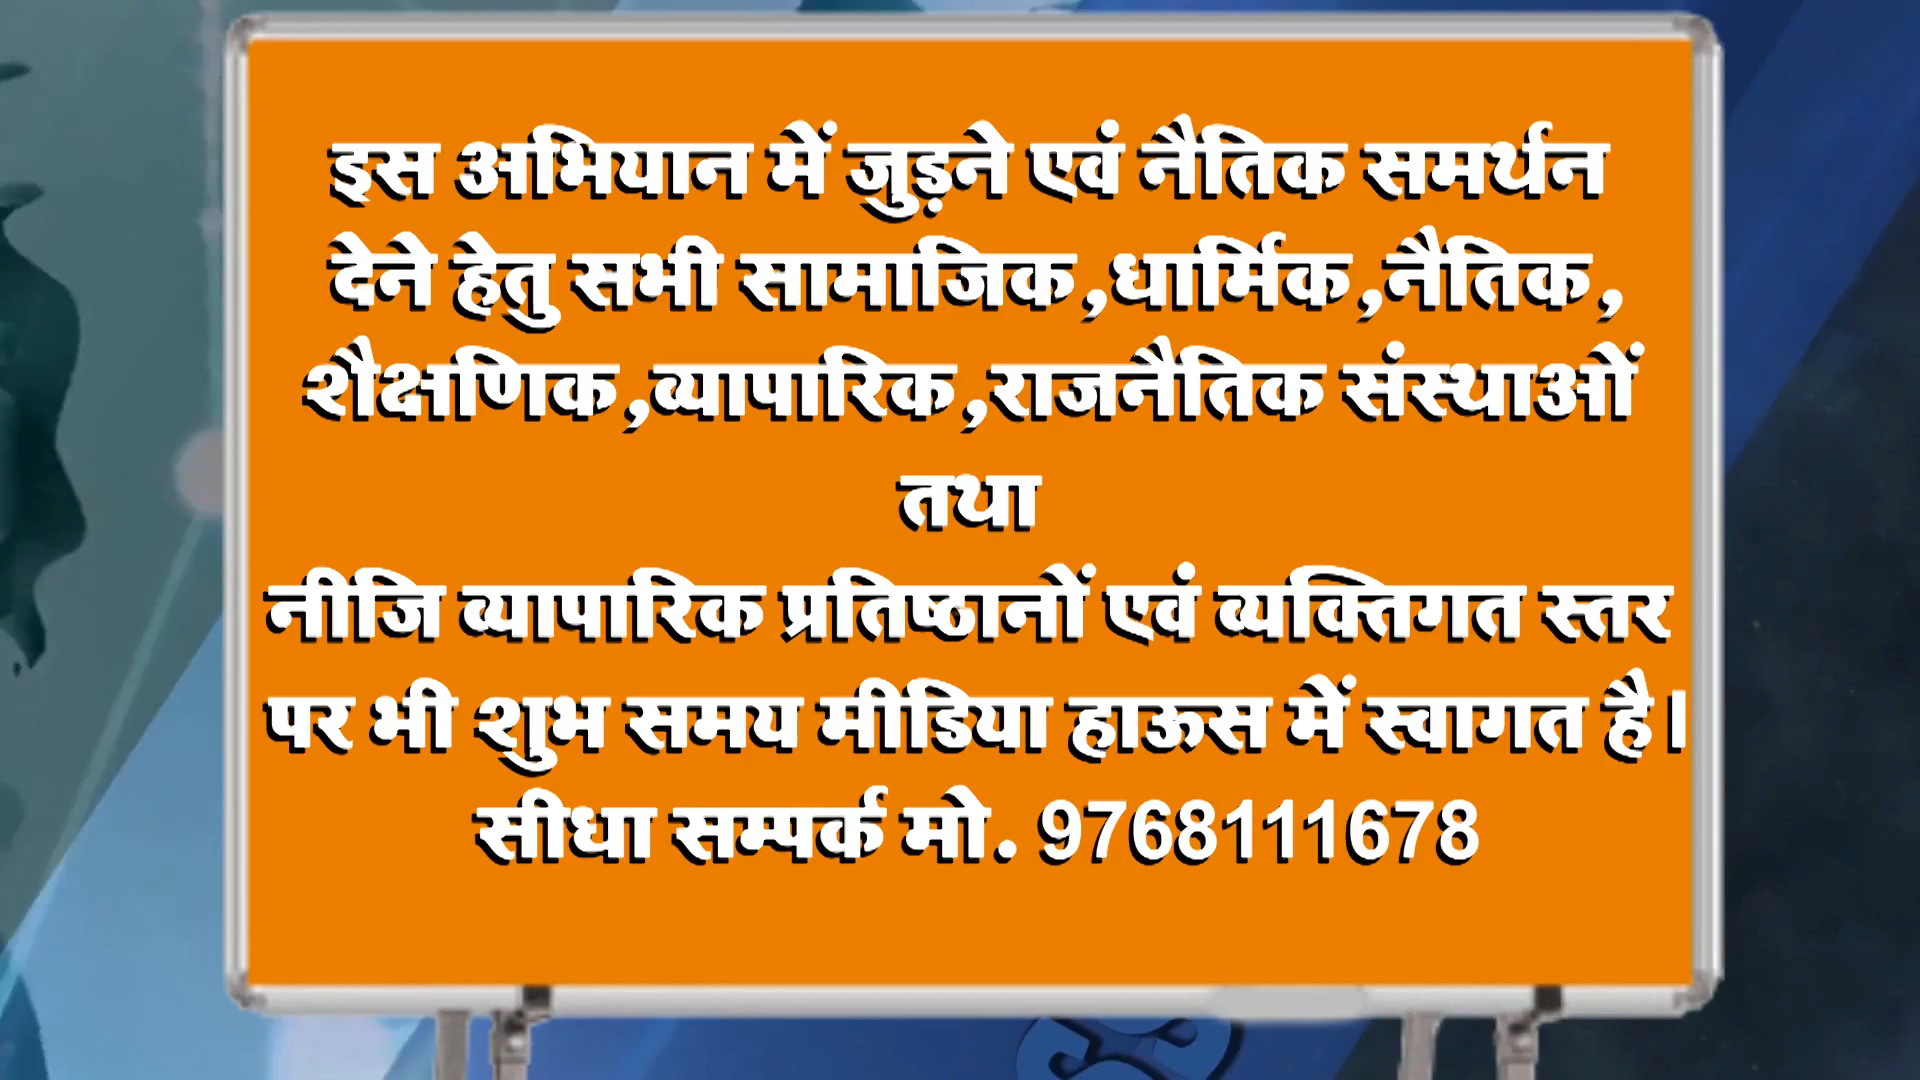 इस अभियान में जुड़ने एवं नैतिक समर्थन
देने हेतु सभी सामाजिक,धार्मिक,नैतिक,
शैक्षणिक,व्यापारिक,राजनैतिक संस्थाओं
तथा
नीजि व्यापारिक प्रतिष्ठानों एवं व्यक्तिगत स्तर
पर भी शुभ समय मीडिया हाऊस में स्वागत है।
सीधा सम्पर्क मो. 9768111678